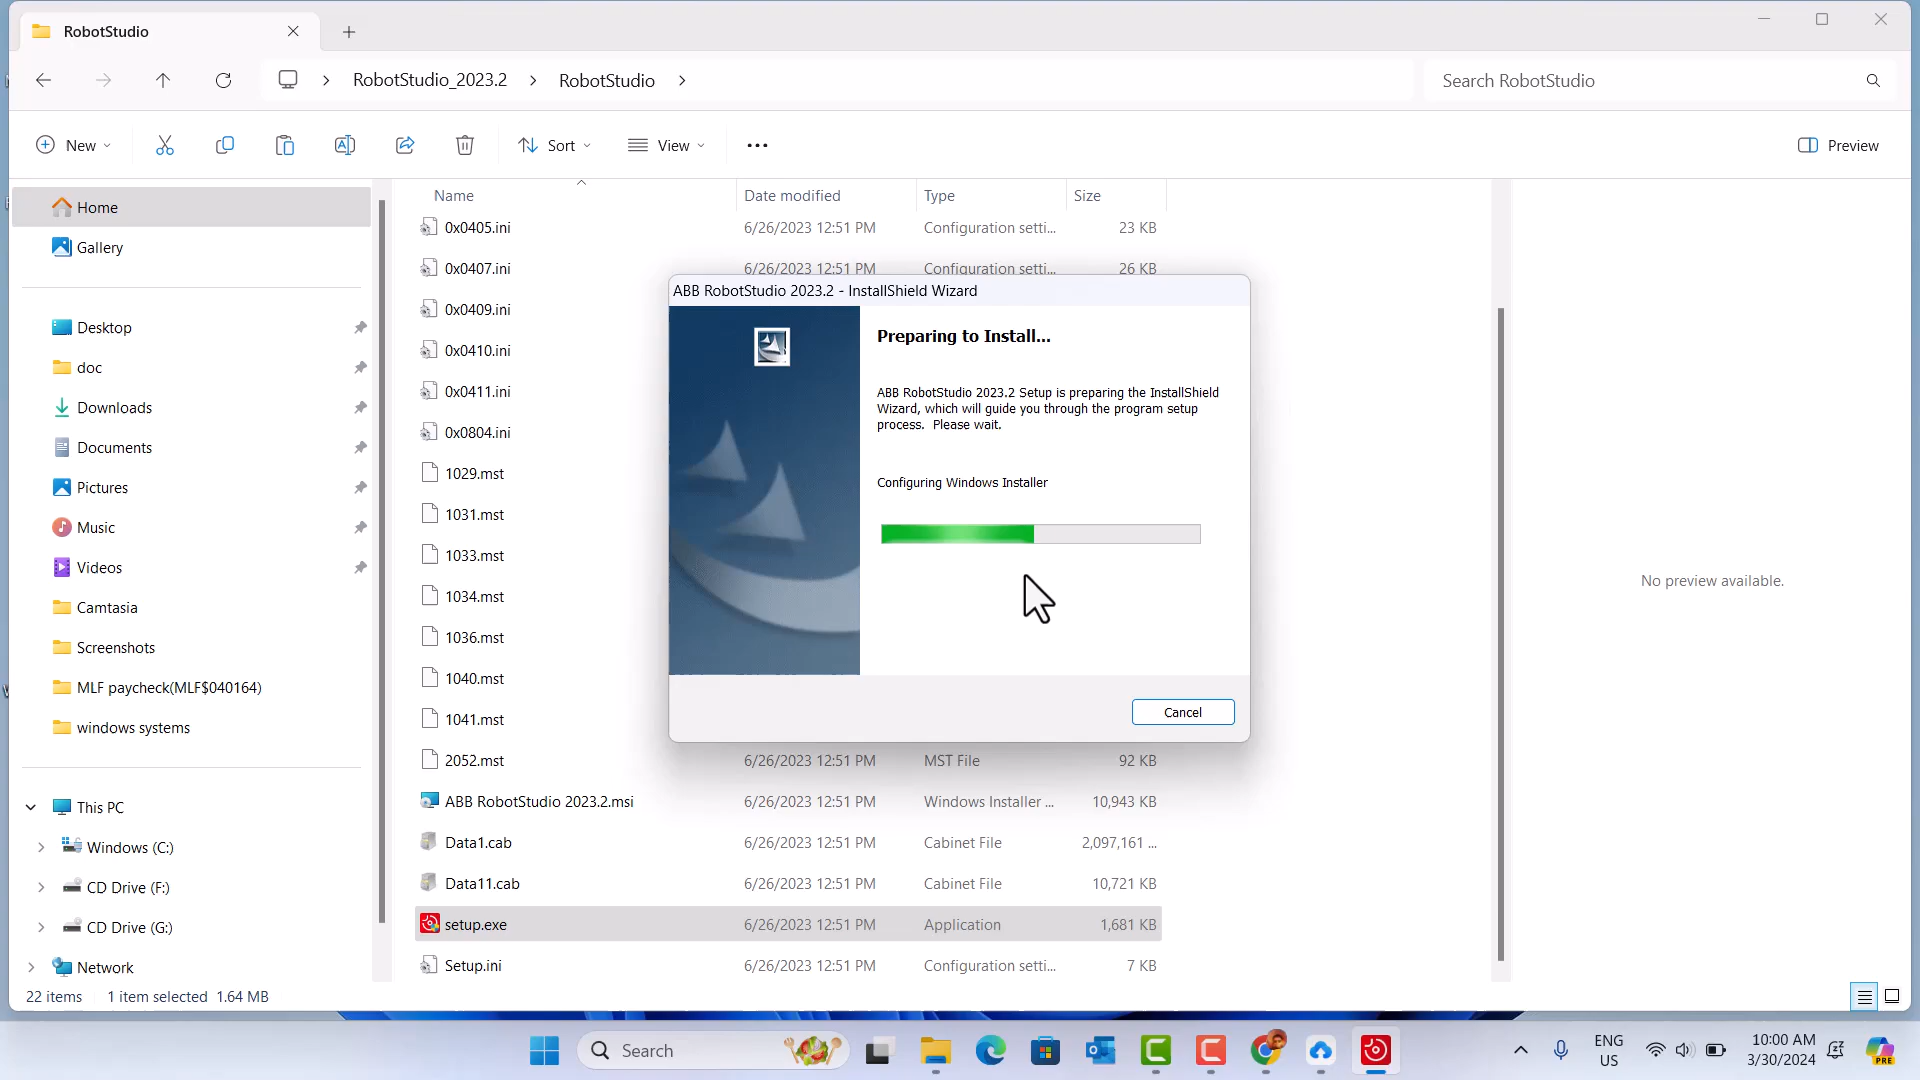 RobotStudio
RobotStudio_2023.2
RobotStudio
Search RobotStudio
New
Sort
View
Preview
Home
Gallery
Desktop
doc
Downloads
Documents
Pictures
Music
Videos
Camtasia
Screenshots
MLF paycheck(MLF$040164)
windows systems
This PC
Windows (C:)
CD Drive (F:)
CD Drive (G:)
Network
Name Date modified Type Size
0x0405.ini 6/26/2023 12:51 PM Configuration setti... 23 KB
0x0407.ini 6/26/2023 12:51 PM Configuration setti... 26 KB
0x0409.ini
0x0410.ini
0x0411.ini
0x0804.ini
1029.mst
1031.mst
1033.mst
1034.mst
1036.mst
1040.mst
1041.mst
2052.mst 6/26/2023 12:51 PM MST File 92 KB
ABB RobotStudio 2023.2.msi 6/26/2023 12:51 PM Windows Installer ... 10,943 KB
Data1.cab 6/26/2023 12:51 PM Cabinet File 2,097,161 ...
Data11.cab 6/26/2023 12:51 PM Cabinet File 10,721 KB
setup.exe 6/26/2023 12:51 PM Application 1,681 KB
Setup.ini 6/26/2023 12:51 PM Configuration setti... 7 KB
ABB RobotStudio 2023.2 - InstallShield Wizard
Preparing to Install...
ABB RobotStudio 2023.2 Setup is preparing the InstallShield
Wizard, which will guide you through the program setup
process. Please wait.
Configuring Windows Installer
Cancel
No preview available.
22 items 1 item selected 1.64 MB
Search
ENG
US
10:00 AM
3/30/2024
PRE